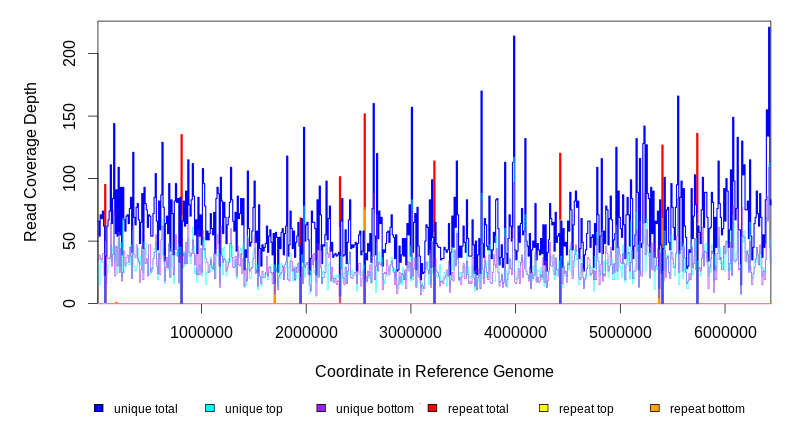 Read Coverage Depth
200
150
100
50
0
1000000 2000000 3000000 4000000 5000000 6000000
Coordinate in Reference Genome
unique total unique top unique bottom repeat total repeat top repeat bottom